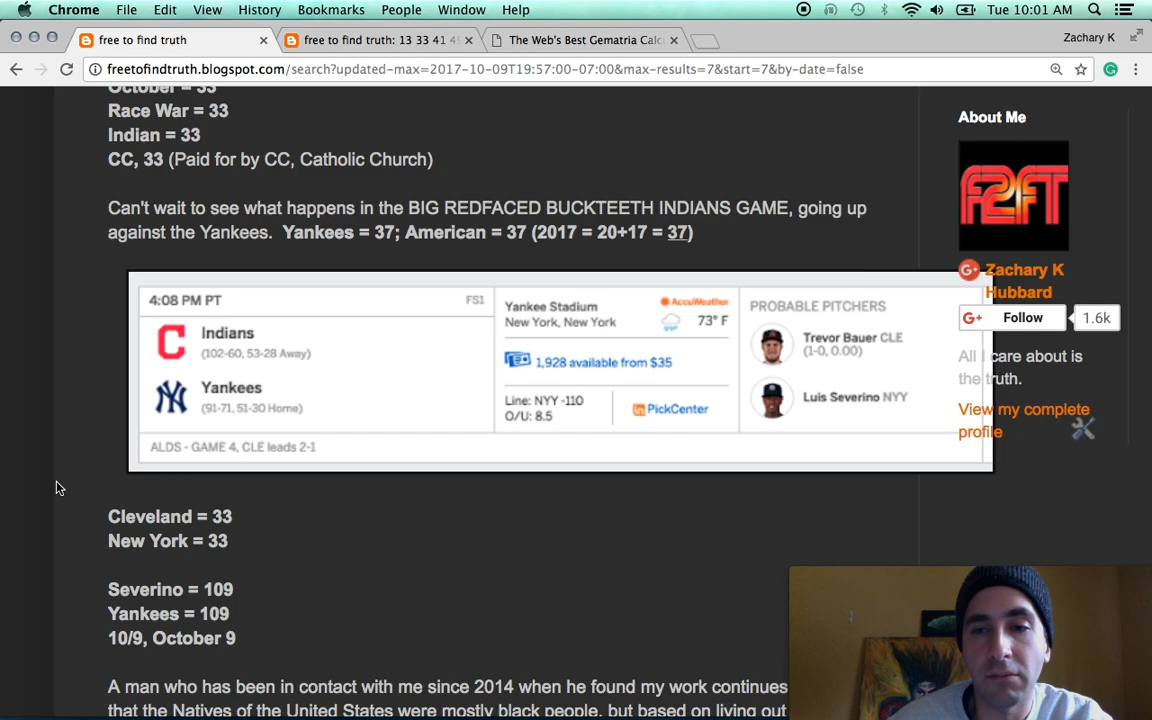 Chrome File Edit View History Bookmarks People Window Help Tue 10:01 AM
free to find truth
free to find truth: 13 33 41 4
The Web's Best Gematria Calc
Zachary K
freetofindtruth.blogspot.com/search?updated-max=2017-10-09T19:57:00-07:00&max-results=7&start=7&by-date=false
October = 33
Race War = 33
Indian = 33
CC, 33 (Paid for by CC, Catholic Church)
Can't wait to see what happens in the BIG REDFACED BUCKTEETH INDIANS GAME, going up
against the Yankees. Yankees = 37; American = 37 (2017 = 20+17 = 37)
4:08 PM PT
FS1
Indians
(102-60, 53-28 Away)
Yankees
(91-71, 51-30 Home)
ALDS - GAME 4, CLE leads 2-1
Yankee Stadium
New York, New York
AccuWeather
73° F
1,928 available from $35
Line: NYY -110
O/U: 8.5
PickCenter
PROBABLE PITCHERS
Trevor Bauer CLE
(1-0, 0.00)
Luis Severino NYY
Cleveland = 33
New York = 33
Severino = 109
Yankees = 109
10/9, October 9
A man who has been in contact with me since 2014 when he found my work continues
that the Natives of the United States were mostly black people, but based on living out
About Me
F2FT
Zachary K
Hubbard
G+ Follow 1.6k
All I care about is
the truth.
View my complete
profile